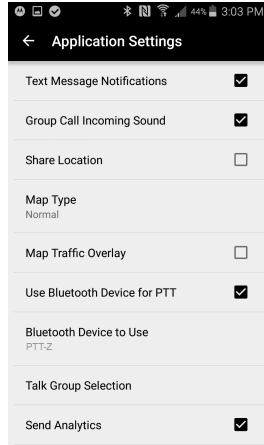 44% 3:03 PM
Application Settings
Text Message Notifications
Group Call Incoming Sound
Share Location
Map Type
Normal
Map Traffic Overlay
Use Bluetooth Device for PTT
Bluetooth Device to Use
PTT-Z
Talk Group Selection
Send Analytics